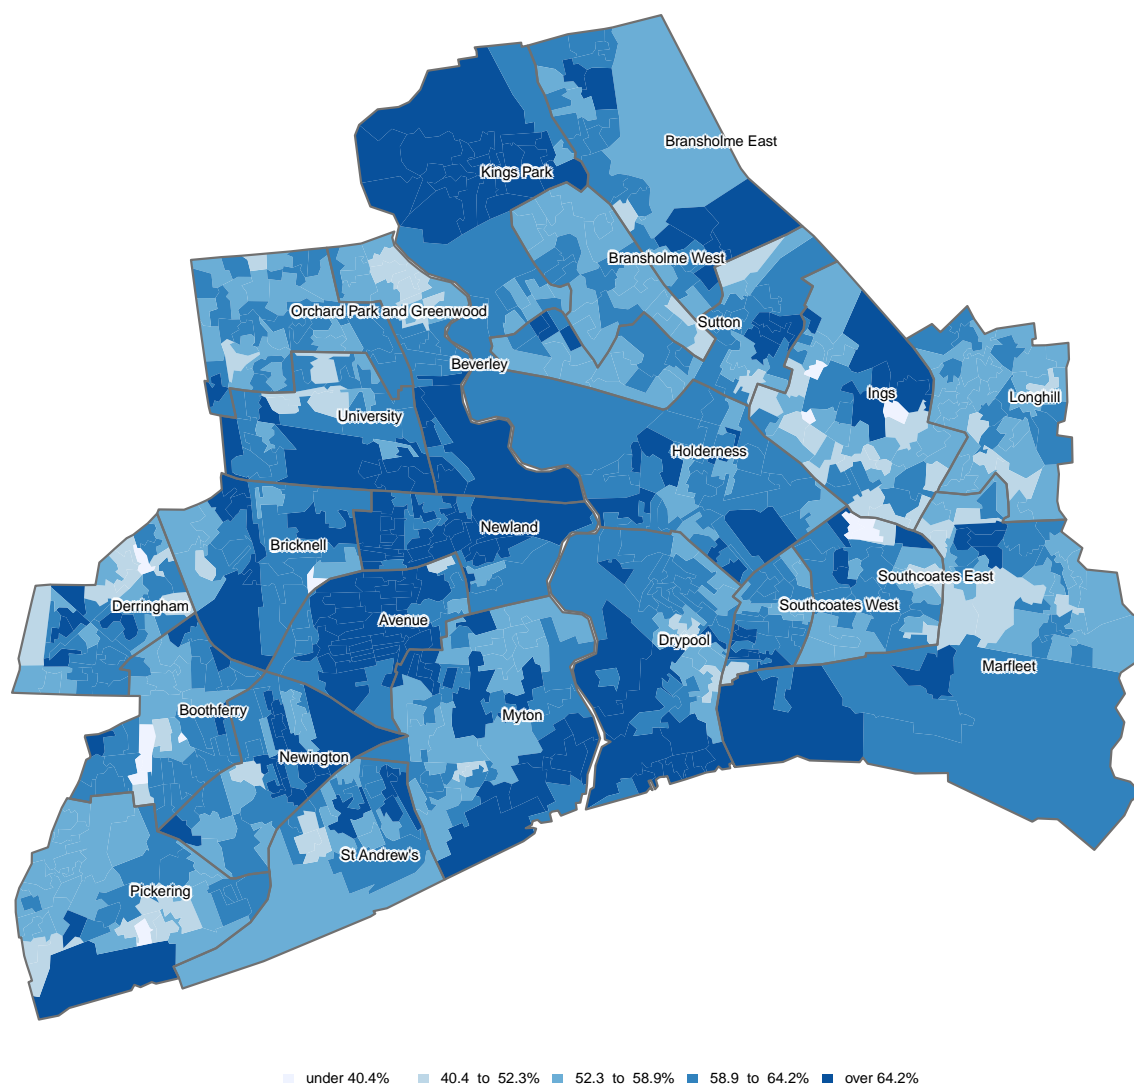 Bransholme East
Kings Park
Bransholme West
Orchard Park and Greenwood
Sutton
Beverley
Ings
Longhill
University
Holderness
Newland
Bricknell
Southcoates East
Derringham
Southcoates West
Avenue
Drypool
Marfleet
Boothferry
Myton
Newington
St Andrew's
Pickering
under 40.4% 40.4 to 52.3% 52.3 to 58.9% 58.9 to 64.2% over 64.2%